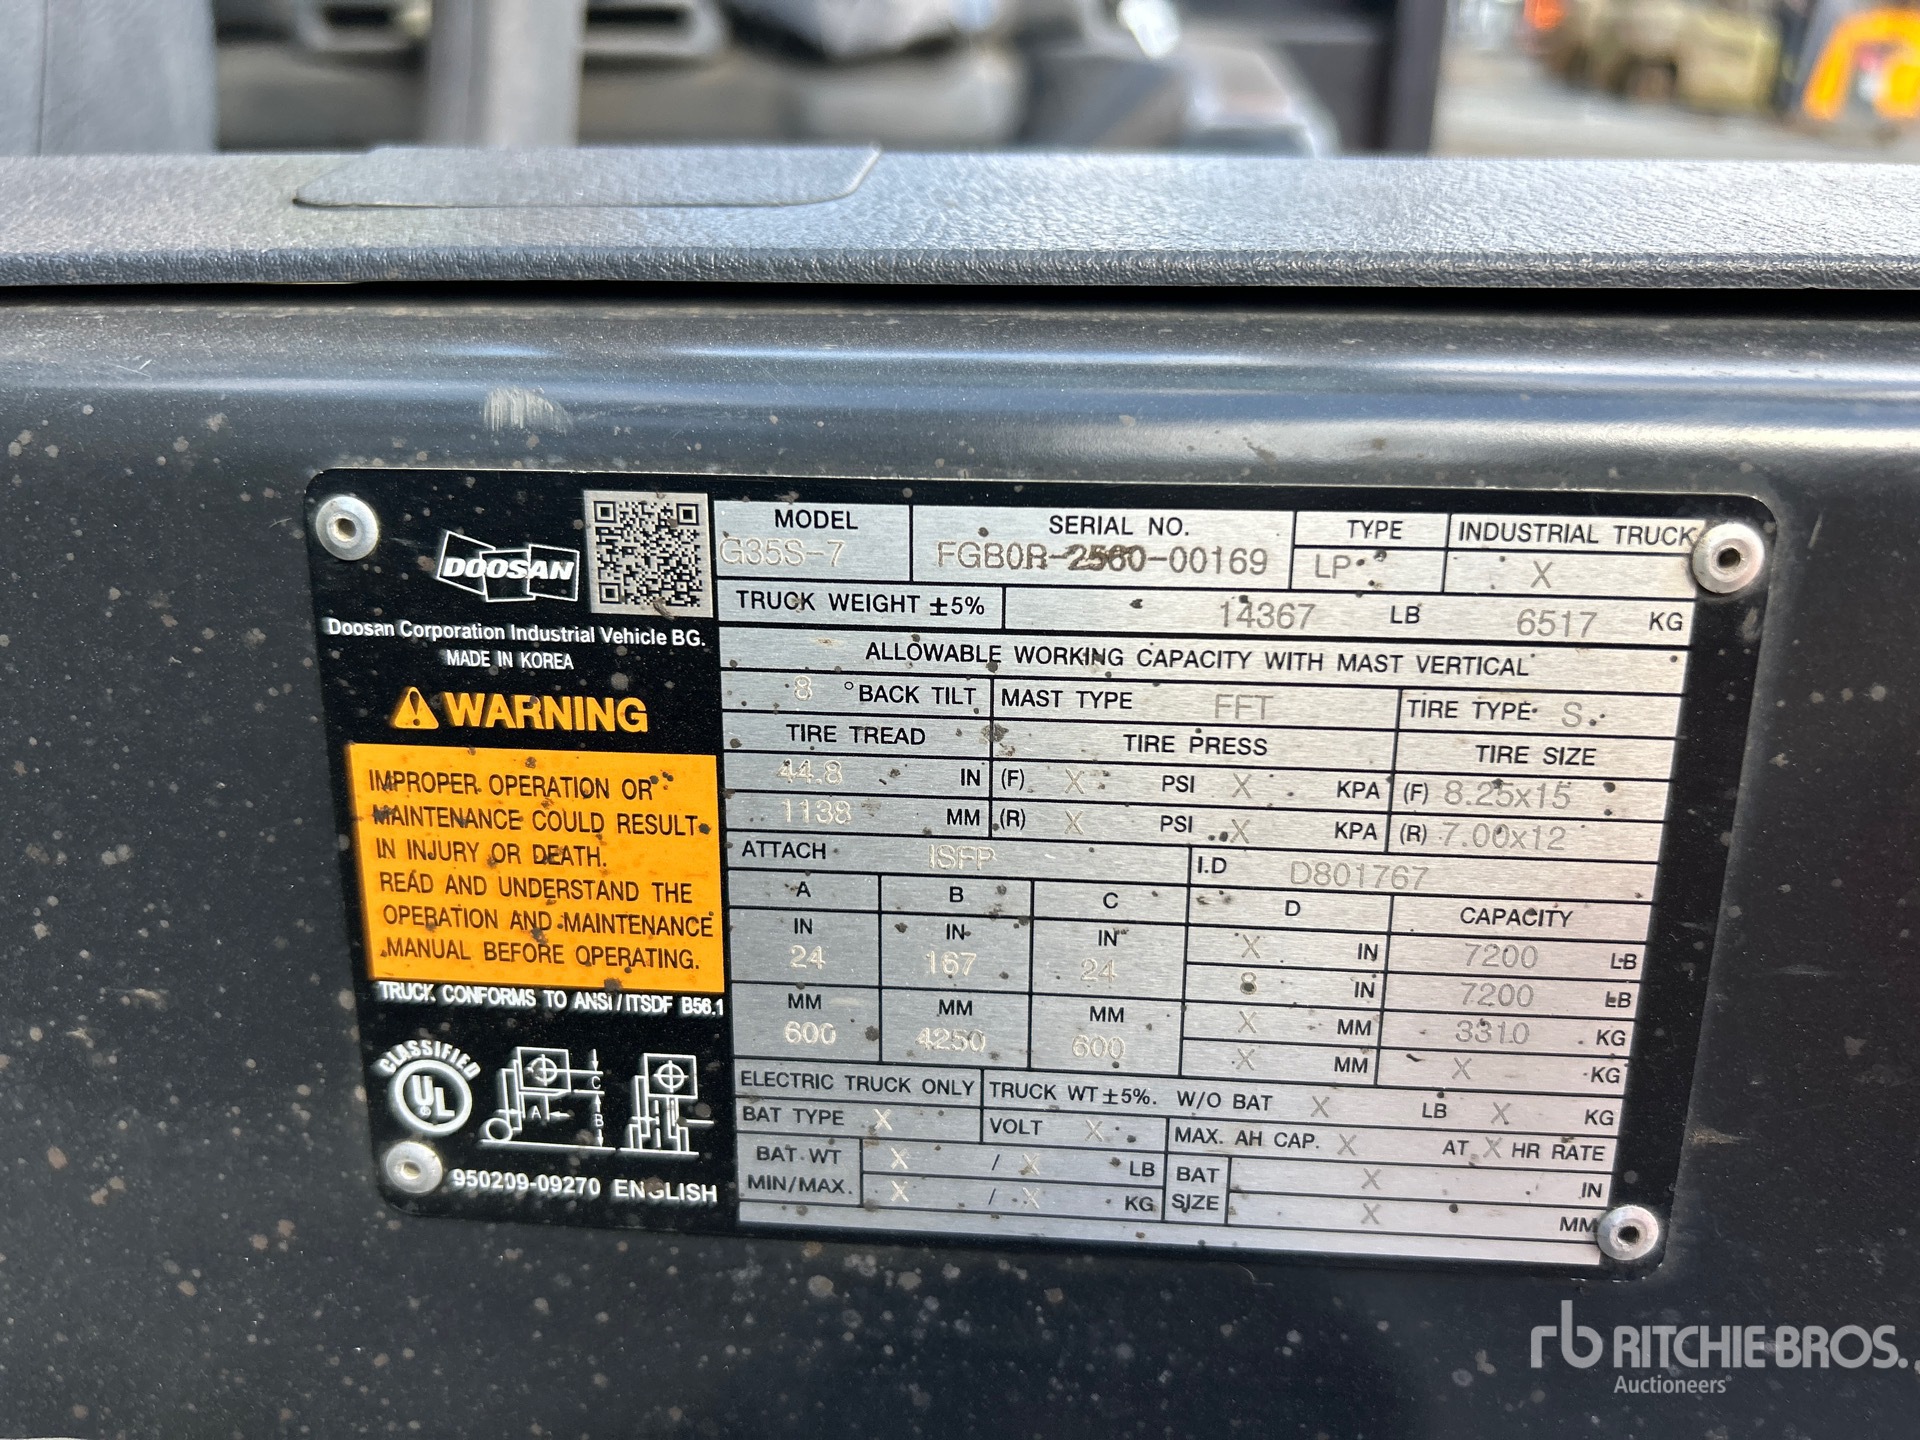 DOOSAN
Doosan Corporation Industrial Vehicle BG.
MADE IN KOREA
WARNING
IMPROPER OPERATION OR
MAINTENANCE COULD RESULT
IN INJURY OR DEATH.
READ AND UNDERSTAND THE
OPERATION AND MAINTENANCE
MANUAL BEFORE OPERATING.
TRUCK CONFORMS TO ANSI / ITSDF B56.1
CLASSIFIED
UL
A B C
950209-09270 ENGLISH
MODEL SERIAL NO. TYPE INDUSTRIAL TRUCK
G35S-7 FGB0R-2560-00169 LP X
TRUCK WEIGHT ±5% 14367 LB 6517 KG
ALLOWABLE WORKING CAPACITY WITH MAST VERTICAL
8 °BACK TILT MAST TYPE FFT TIRE TYPE S
TIRE TREAD TIRE PRESS TIRE SIZE
44.8 IN (F) X PSI X KPA (F) 8.25x15
1138 MM (R) X PSI X KPA (R) 7.00x12
ATTACH ISFP I.D D801767
A B C D CAPACITY
IN IN IN X IN 7200 LB
24 167 24 8 IN 7200 LB
MM MM MM X MM 3310 KG
600 4250 600 X MM X KG
ELECTRIC TRUCK ONLY TRUCK WT ±5%. W/O BAT X LB X KG
BAT TYPE X VOLT X MAX. AH CAP. X AT X HR RATE
BAT WT X / X LB BAT X IN
MIN/MAX. X / X KG SIZE X MM
rb RITCHIE BROS.
Auctioneers